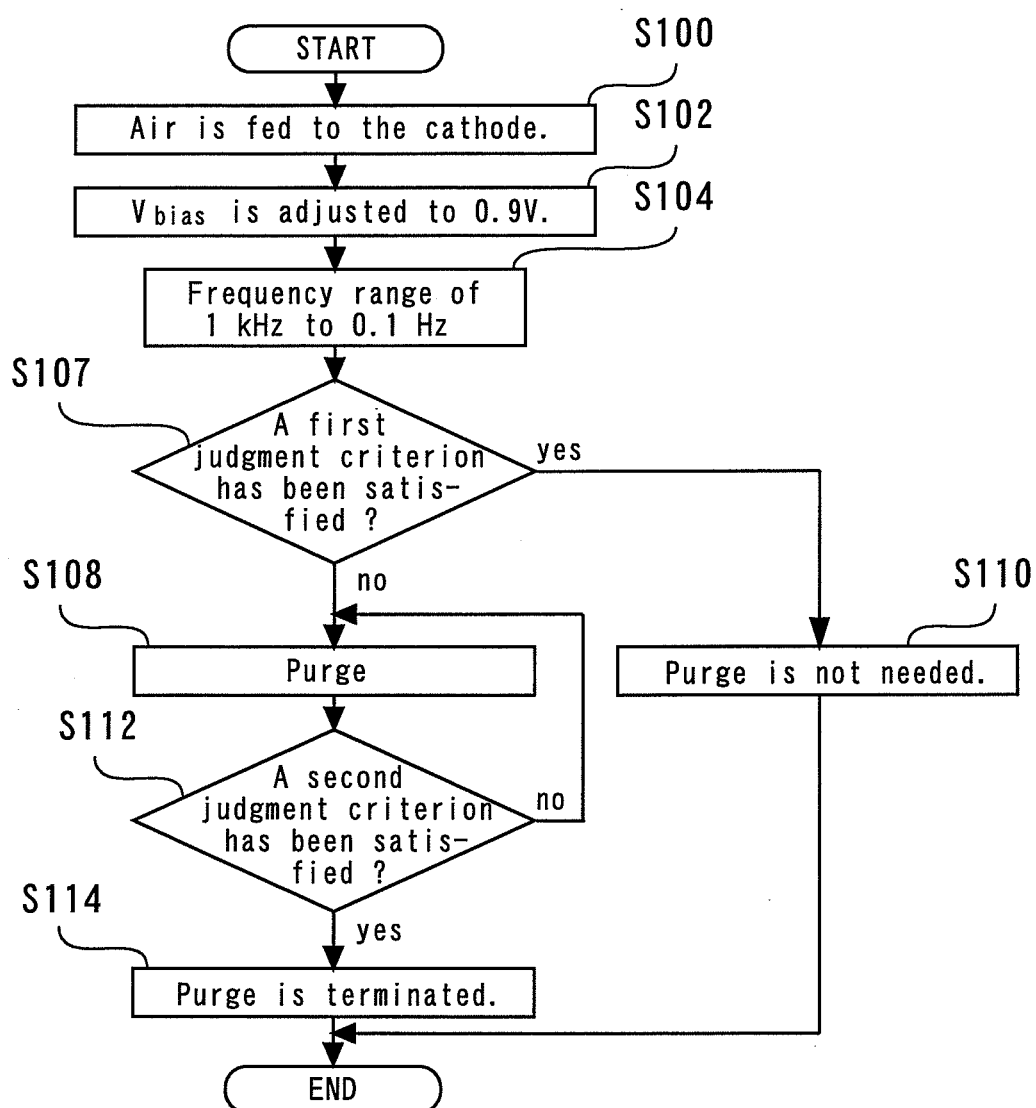 START
S100
Air is fed to the cathode.
S102
Vbias is adjusted to 0.9V.
S104
Frequency range of
1 kHz to 0.1 Hz
S107
A first
judgment criterion
has been satis-
fied ?
yes
no
S108
Purge
S110
Purge is not needed.
S112
A second
judgment criterion
has been satis-
fied ?
no
yes
S114
Purge is terminated.
END